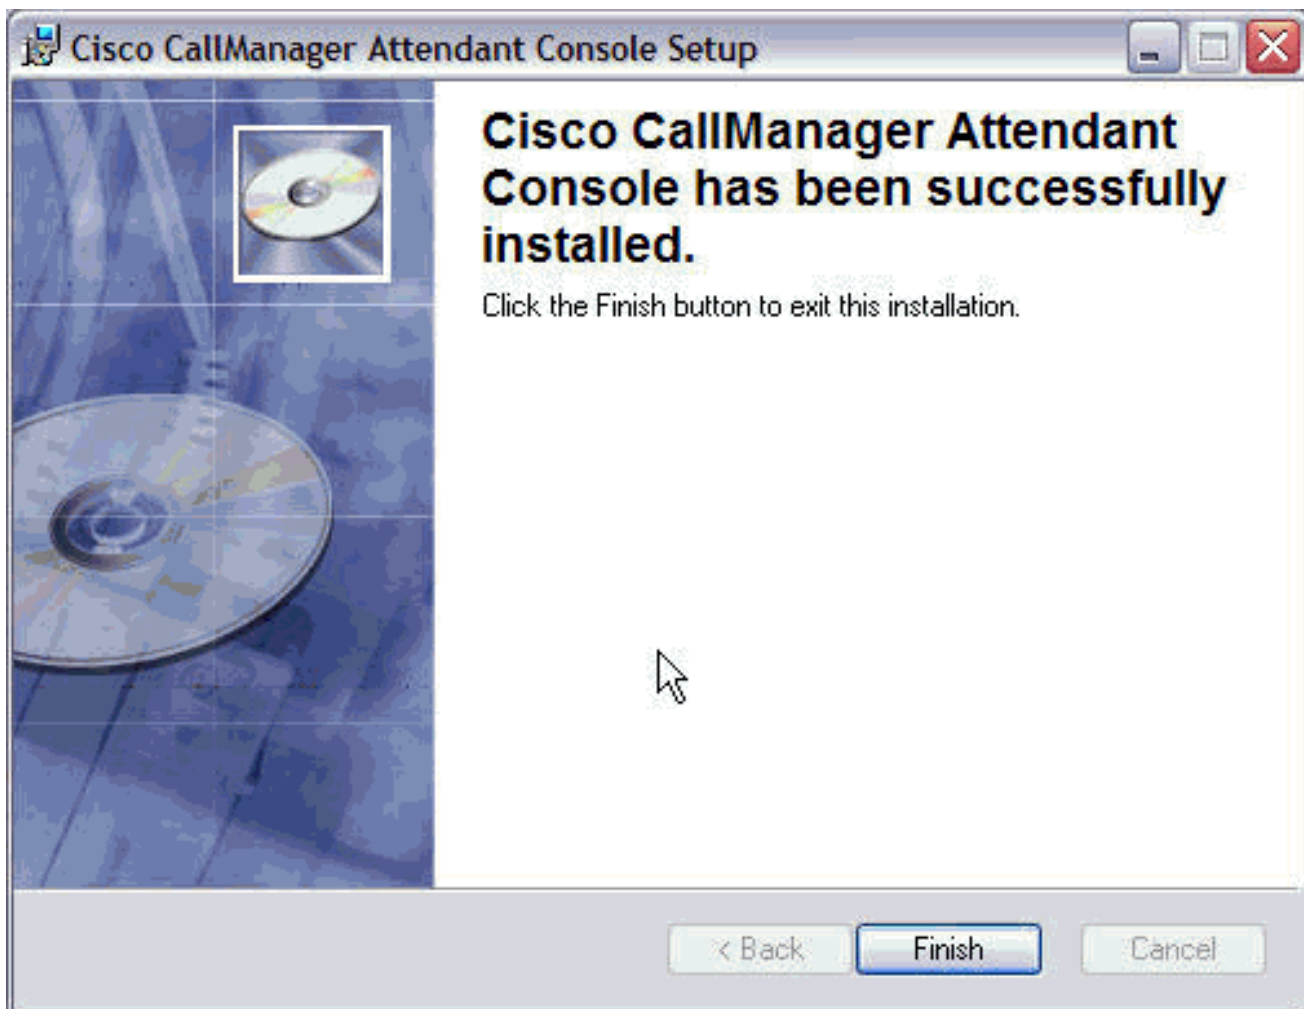 Cisco CallManager Attendant Console Setup
Cisco CallManager Attendant
Console has been successfully
installed.
Click the Finish button to exit this installation.
< Back Finish Cancel